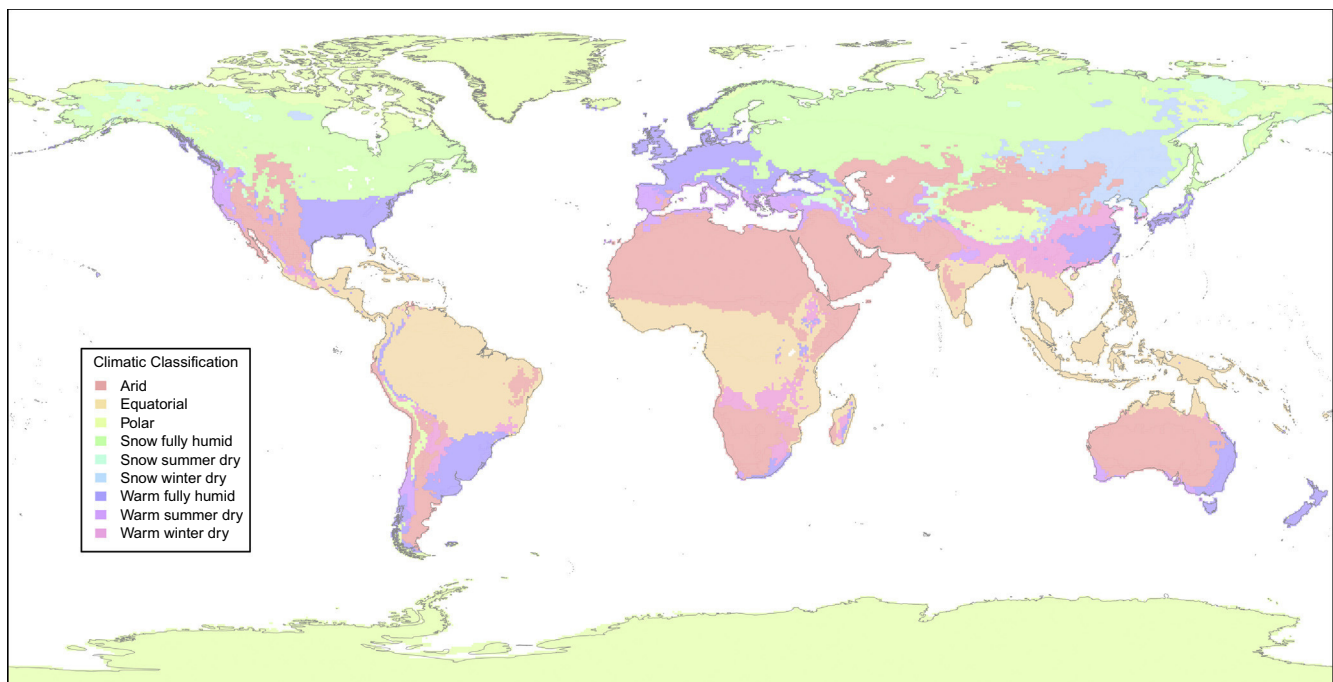 Climatic Classification
Arid
Equatorial
Polar
Snow fully humid
Snow summer dry
Snow winter dry
Warm fully humid
Warm summer dry
Warm winter dry